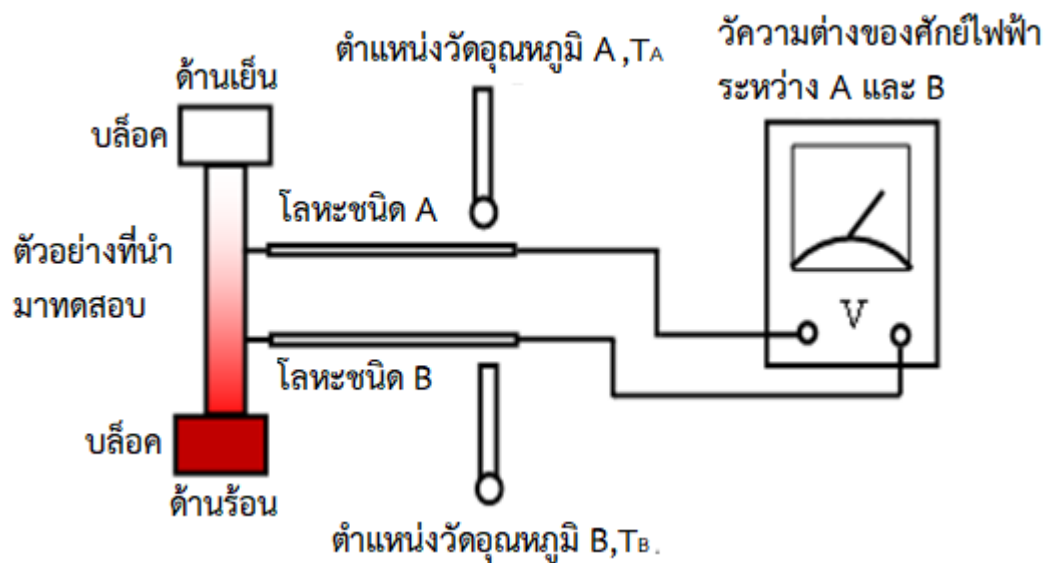 ตำแหน่งวัดอุณหภูมิ A ,TA
วัความต่างของศักย์ไฟฟ้า
ระหว่าง A และ B
ด้านเย็น
บล็อค
โลหะชนิด A
ตัวอย่างที่นำ
มาทดสอบ
V
โลหะชนิด B
บล็อค
ด้านร้อน
ตำแหน่งวัดอุณหภูมิ B,TB.